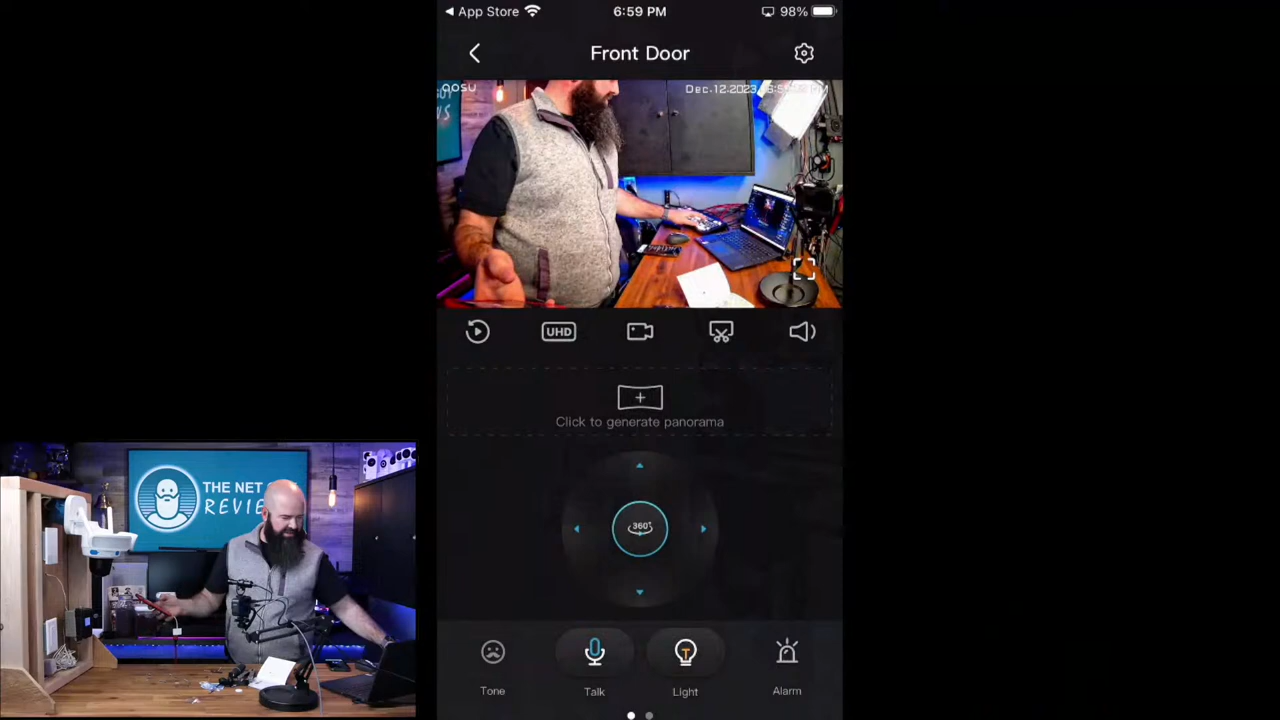 App Store
6:59 PM
98%
Front Door
aosu
Dec.12.2023
UHD
Click to generate panorama
360°
Tone
Talk
Light
Alarm
THE NET
REVIE